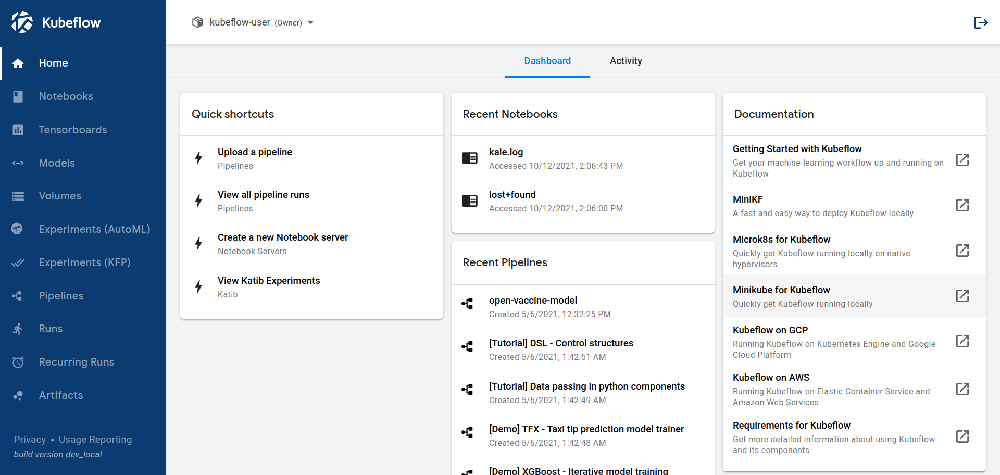 Kubeflow
Home
Notebooks
Tensorboards
Models
Volumes
Experiments (AutoML)
Experiments (KFP)
Pipelines
Runs
Recurring Runs
Artifacts
Privacy • Usage Reporting
build version dev_local
kubeflow-user (Owner)
Dashboard
Activity
Quick shortcuts
Upload a pipeline
Pipelines
View all pipeline runs
Pipelines
Create a new Notebook server
Notebook Servers
View Katib Experiments
Katib
Recent Notebooks
kale.log
Accessed 10/12/2021, 2:06:43 PM
lost+found
Accessed 10/12/2021, 2:06:00 PM
Recent Pipelines
open-vaccine-model
Created 5/6/2021, 12:32:25 PM
[Tutorial] DSL - Control structures
Created 5/6/2021, 1:42:51 AM
[Tutorial] Data passing in python components
Created 5/6/2021, 1:42:49 AM
[Demo] TFX - Taxi tip prediction model trainer
Created 5/6/2021, 1:42:48 AM
[Demo] XGBoost - Iterative model training
Documentation
Getting Started with Kubeflow
Get your machine-learning workflow up and running on
Kubeflow
MiniKF
A fast and easy way to deploy Kubeflow locally
Microk8s for Kubeflow
Quickly get Kubeflow running locally on native
hypervisors
Minikube for Kubeflow
Quickly get Kubeflow running locally
Kubeflow on GCP
Running Kubeflow on Kubernetes Engine and Google
Cloud Platform
Kubeflow on AWS
Running Kubeflow on Elastic Container Service and
Amazon Web Services
Requirements for Kubeflow
Get more detailed information about using Kubeflow
and its components